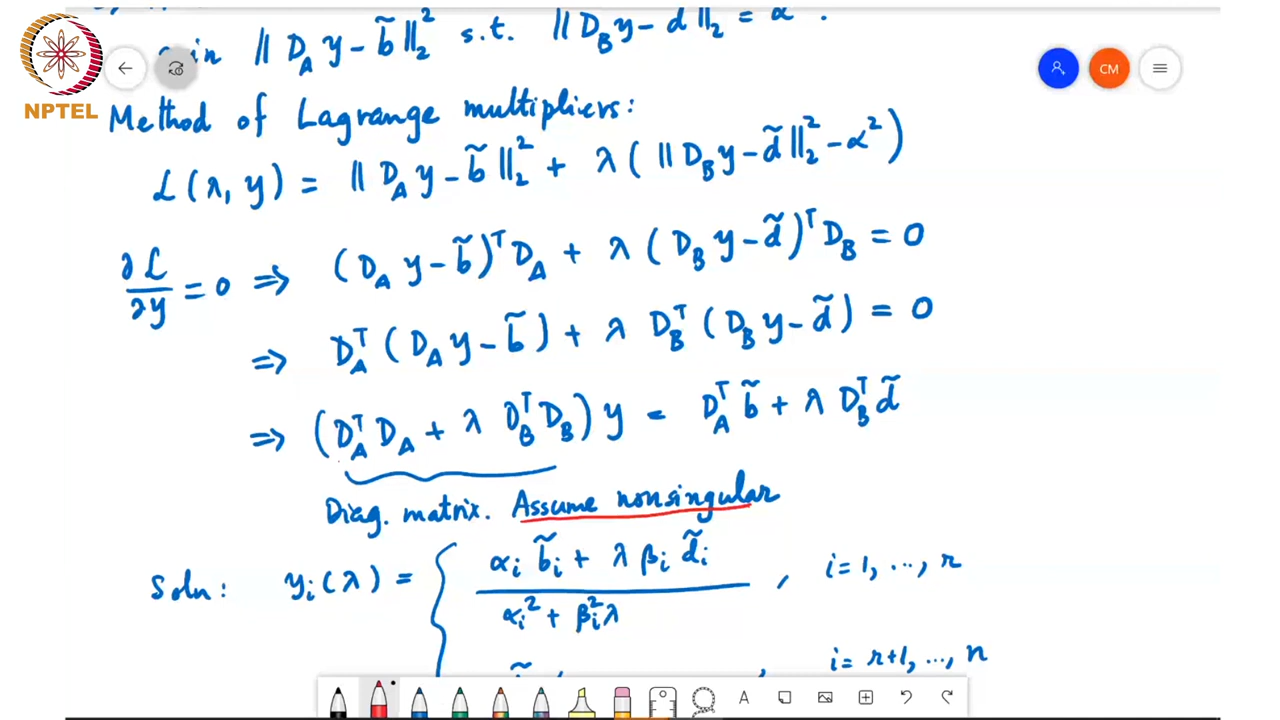 min ‖ D_A y − b̃ ‖₂² s.t. ‖ D_B y − d ‖₂ = α .
NPTEL
CM
Method of Lagrange multipliers:
ℒ(λ, y) = ‖ D_A y − b̃ ‖₂² + λ ( ‖ D_B y − d̃ ‖₂² − α² )
∂ℒ/∂y = 0 ⇒ (D_A y − b̃)ᵀ D_A + λ (D_B y − d̃)ᵀ D_B = 0
⇒ D_Aᵀ (D_A y − b̃) + λ D_Bᵀ (D_B y − d̃) = 0
⇒ (D_Aᵀ D_A + λ D_Bᵀ D_B) y = D_Aᵀ b̃ + λ D_Bᵀ d̃
Diag. matrix. Assume nonsingular
Soln: y_i(λ) = { (α_i b̃_i + λ β_i d̃_i) / (α_i² + β_i² λ) , i=1, ..., r
, i= r+1, ..., n
A